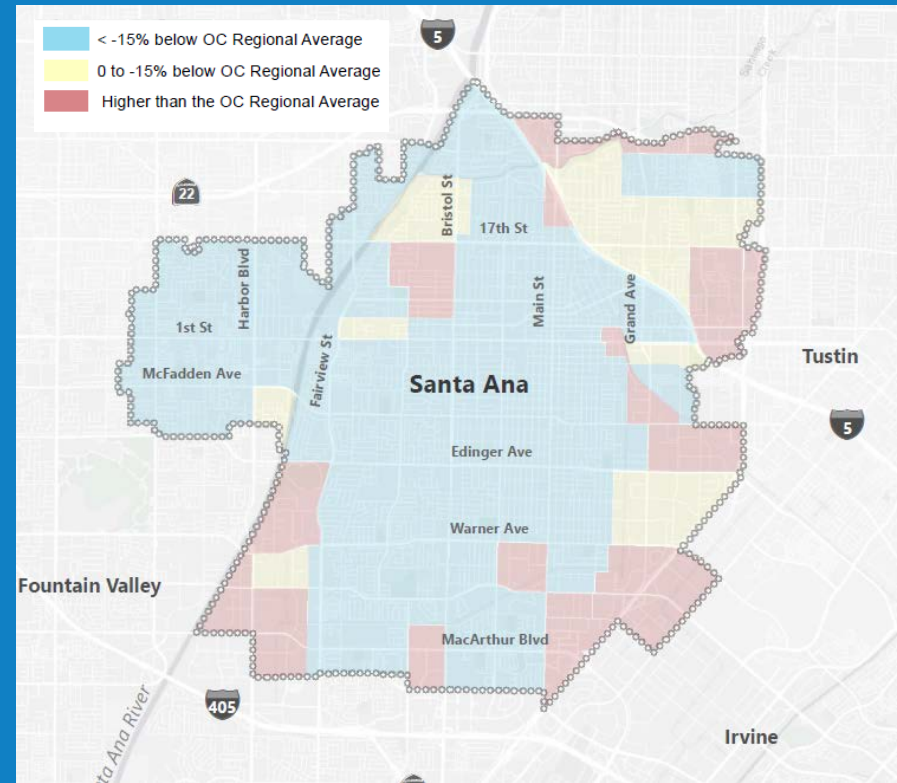 < -15% below OC Regional Average
0 to -15% below OC Regional Average
Higher than the OC Regional Average
5
22
Bristol St
17th St
Harbor Blvd
Main St
Grand Ave
1st St
Fairview St
Tustin
McFadden Ave
Santa Ana
5
Edinger Ave
Warner Ave
Fountain Valley
MacArthur Blvd
405
Irvine
ta Ana River